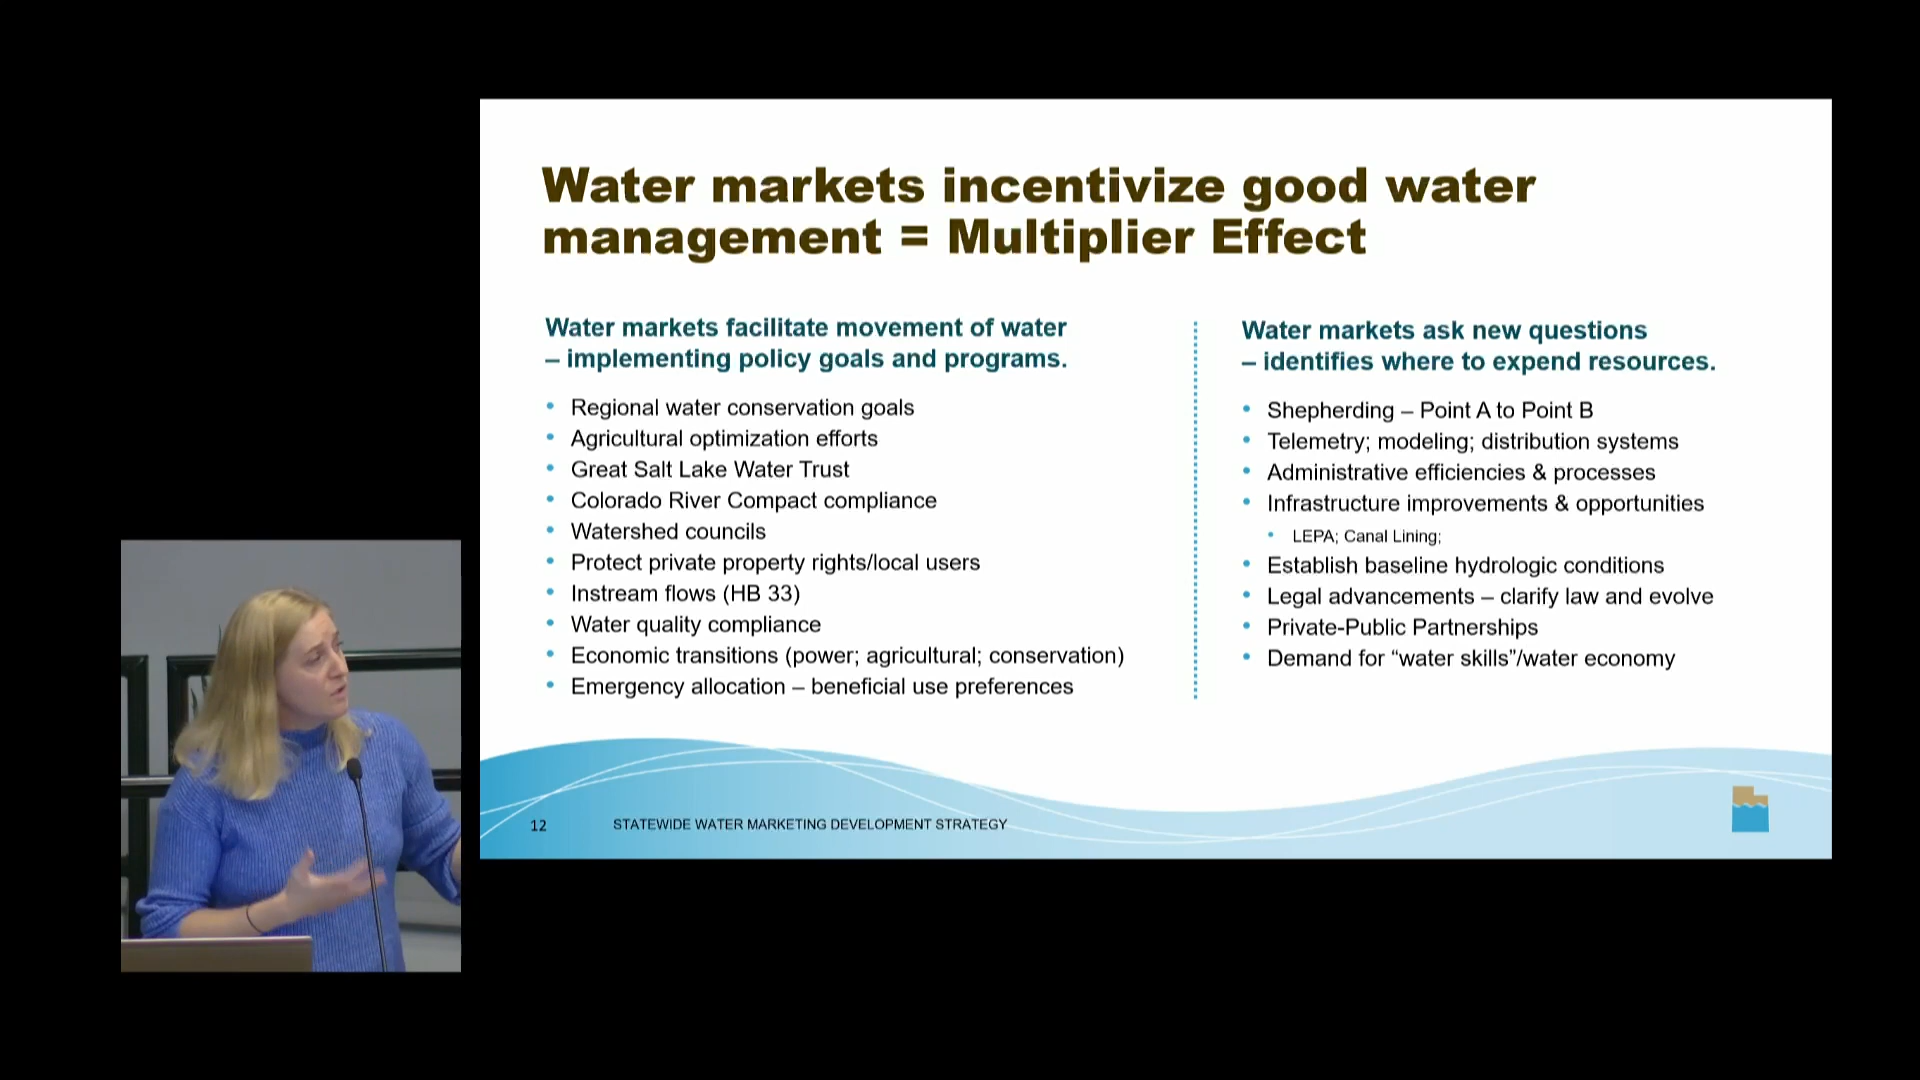 Water markets incentivize good water
management = Multiplier Effect
Water markets facilitate movement of water
– implementing policy goals and programs.
• Regional water conservation goals
• Agricultural optimization efforts
• Great Salt Lake Water Trust
• Colorado River Compact compliance
• Watershed councils
• Protect private property rights/local users
• Instream flows (HB 33)
• Water quality compliance
• Economic transitions (power; agricultural; conservation)
• Emergency allocation – beneficial use preferences
Water markets ask new questions
– identifies where to expend resources.
• Shepherding – Point A to Point B
• Telemetry; modeling; distribution systems
• Administrative efficiencies & processes
• Infrastructure improvements & opportunities
• LEPA; Canal Lining;
• Establish baseline hydrologic conditions
• Legal advancements – clarify law and evolve
• Private-Public Partnerships
• Demand for “water skills”/water economy
12
STATEWIDE WATER MARKETING DEVELOPMENT STRATEGY